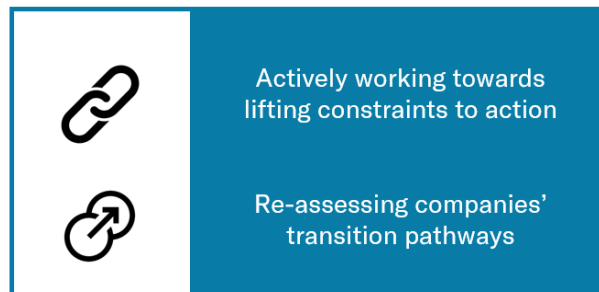 Actively working towards
lifting constraints to action
Re-assessing companies’
transition pathways